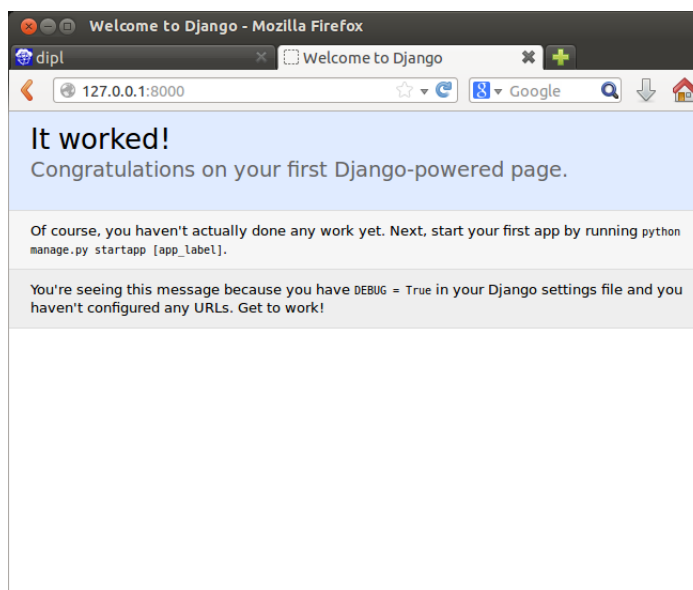 Welcome to Django - Mozilla Firefox
dipl
Welcome to Django
127.0.0.1:8000
8
Google
It worked!
Congratulations on your first Django-powered page.
Of course, you haven't actually done any work yet. Next, start your first app by running python
manage.py startapp [app_label].
You're seeing this message because you have DEBUG = True in your Django settings file and you
haven't configured any URLs. Get to work!